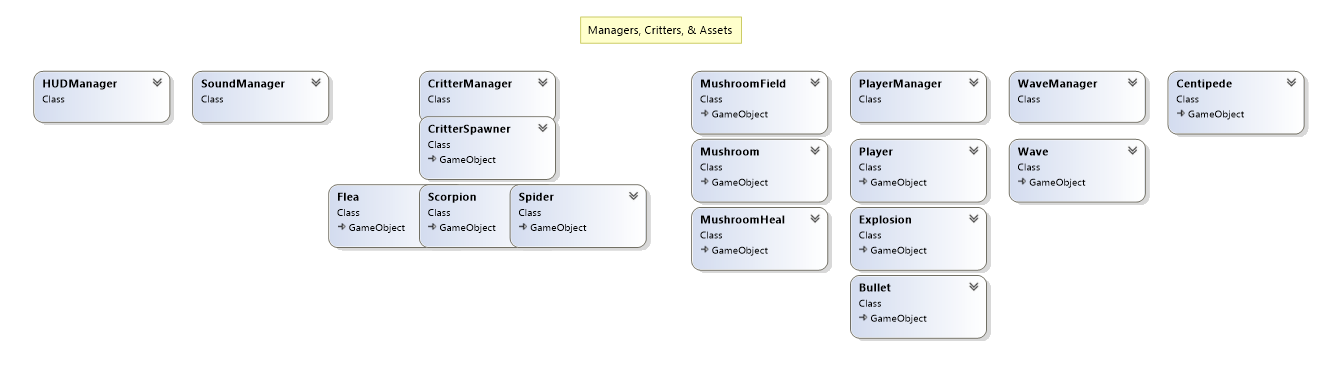 Managers, Critters, & Assets
HUDManager
Class
SoundManager
Class
CritterManager
Class
CritterSpawner
Class
GameObject
Flea
Class
GameObject
Scorpion
Class
GameObject
Spider
Class
GameObject
MushroomField
Class
GameObject
Mushroom
Class
GameObject
MushroomHeal
Class
GameObject
PlayerManager
Class
Player
Class
GameObject
Explosion
Class
GameObject
Bullet
Class
GameObject
WaveManager
Class
Wave
Class
GameObject
Centipede
Class
GameObject